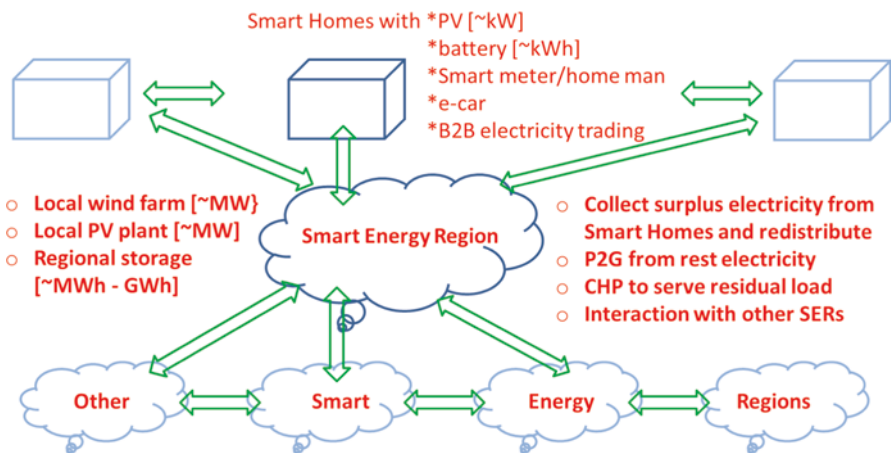 Smart Homes with *PV [~kW]
*battery [~kWh]
*Smart meter/home man
*e-car
*B2B electricity trading
○ Local wind farm [~MW}
○ Local PV plant [~MW]
○ Regional storage
[~MWh - GWh]
Smart Energy Region
○ Collect surplus electricity from
Smart Homes and redistribute
○ P2G from rest electricity
○ CHP to serve residual load
○ Interaction with other SERs
Other
Smart
Energy
Regions